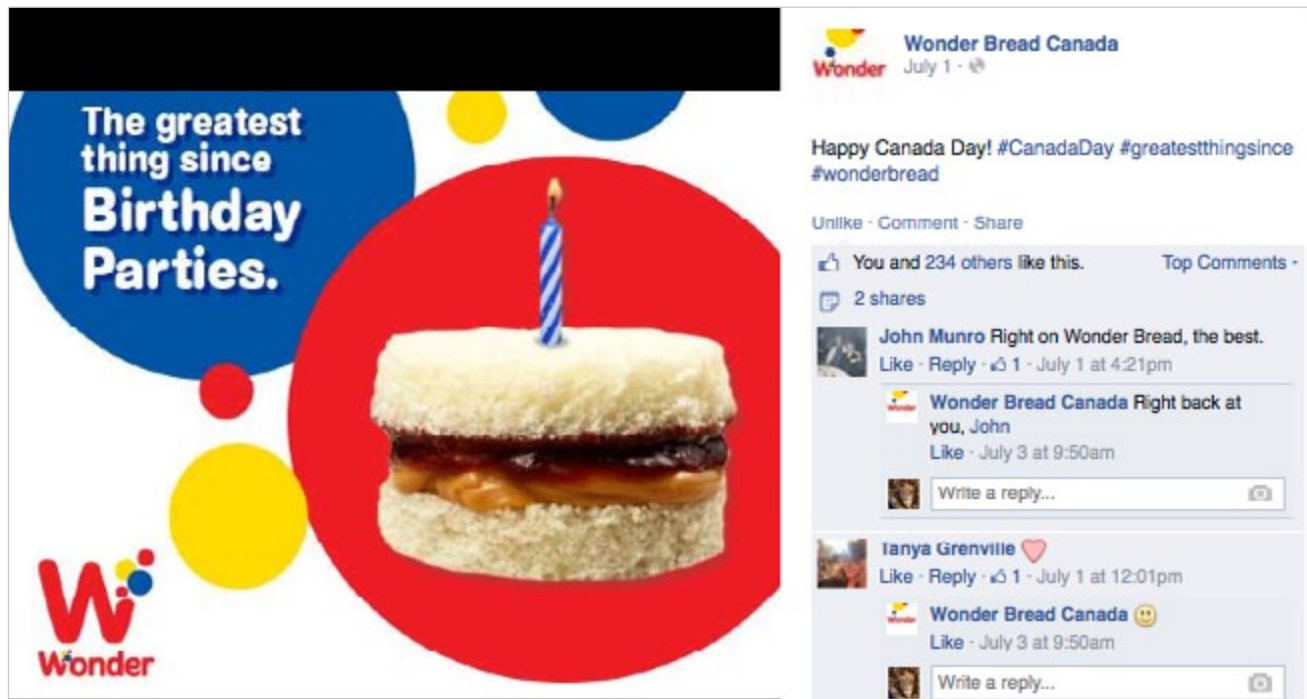 The greatest
thing since
Birthday
Parties.
W
Wonder
Wonder
Wonder Bread Canada
July 1 ·
Happy Canada Day! #CanadaDay #greatestthingsince
#wonderbread
Unlike · Comment · Share
You and 234 others like this.
Top Comments
2 shares
John Munro Right on Wonder Bread, the best.
Like · Reply · 1 · July 1 at 4:21pm
Wonder
Wonder Bread Canada Right back at
you, John
Like · July 3 at 9:50am
Write a reply...
Tanya Grenville
Like · Reply · 1 · July 1 at 12:01pm
Wonder
Wonder Bread Canada
Like · July 3 at 9:50am
Write a reply...